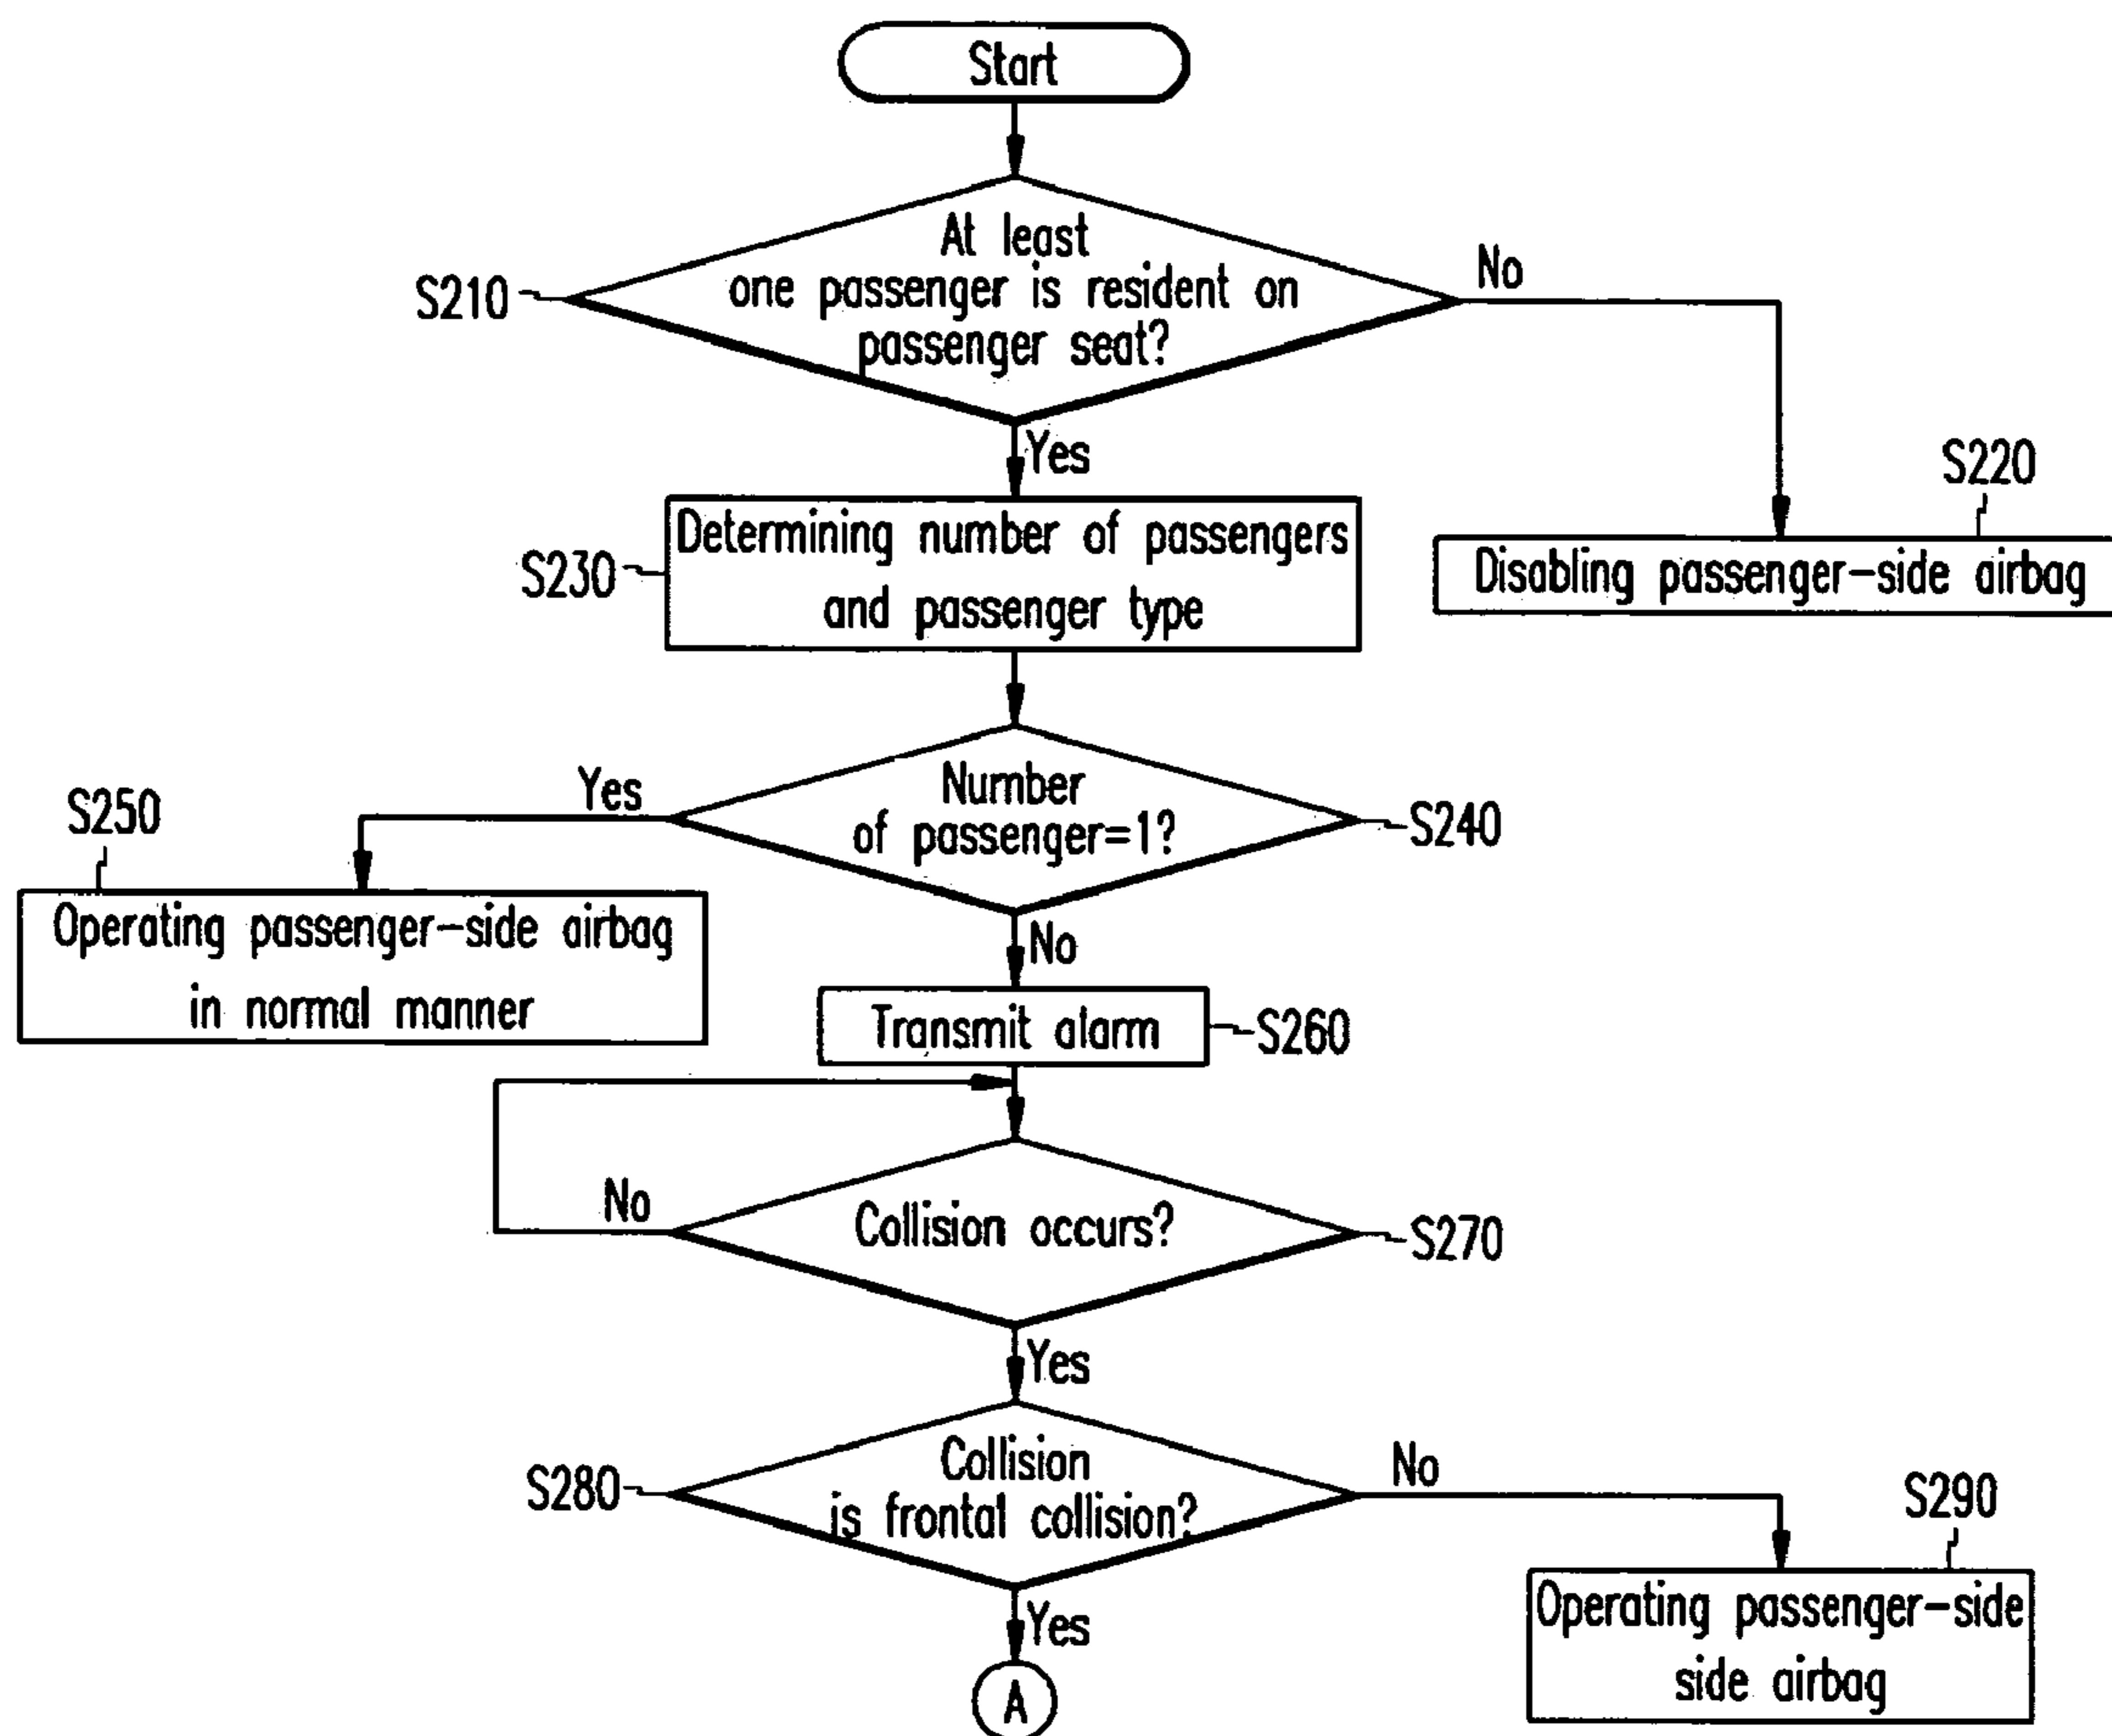 Start
At least
one passenger is resident on
passenger seat?
S210
No
Yes
S220
Disabling passenger-side airbag
Determining number of passengers
and passenger type
S230
Number
of passenger=1?
S240
Yes
S250
Operating passenger-side airbag
in normal manner
No
Transmit alarm
S260
No
Collision occurs?
S270
Yes
Collision
is frontal collision?
S280
No
S290
Operating passenger-side
side airbag
Yes
A